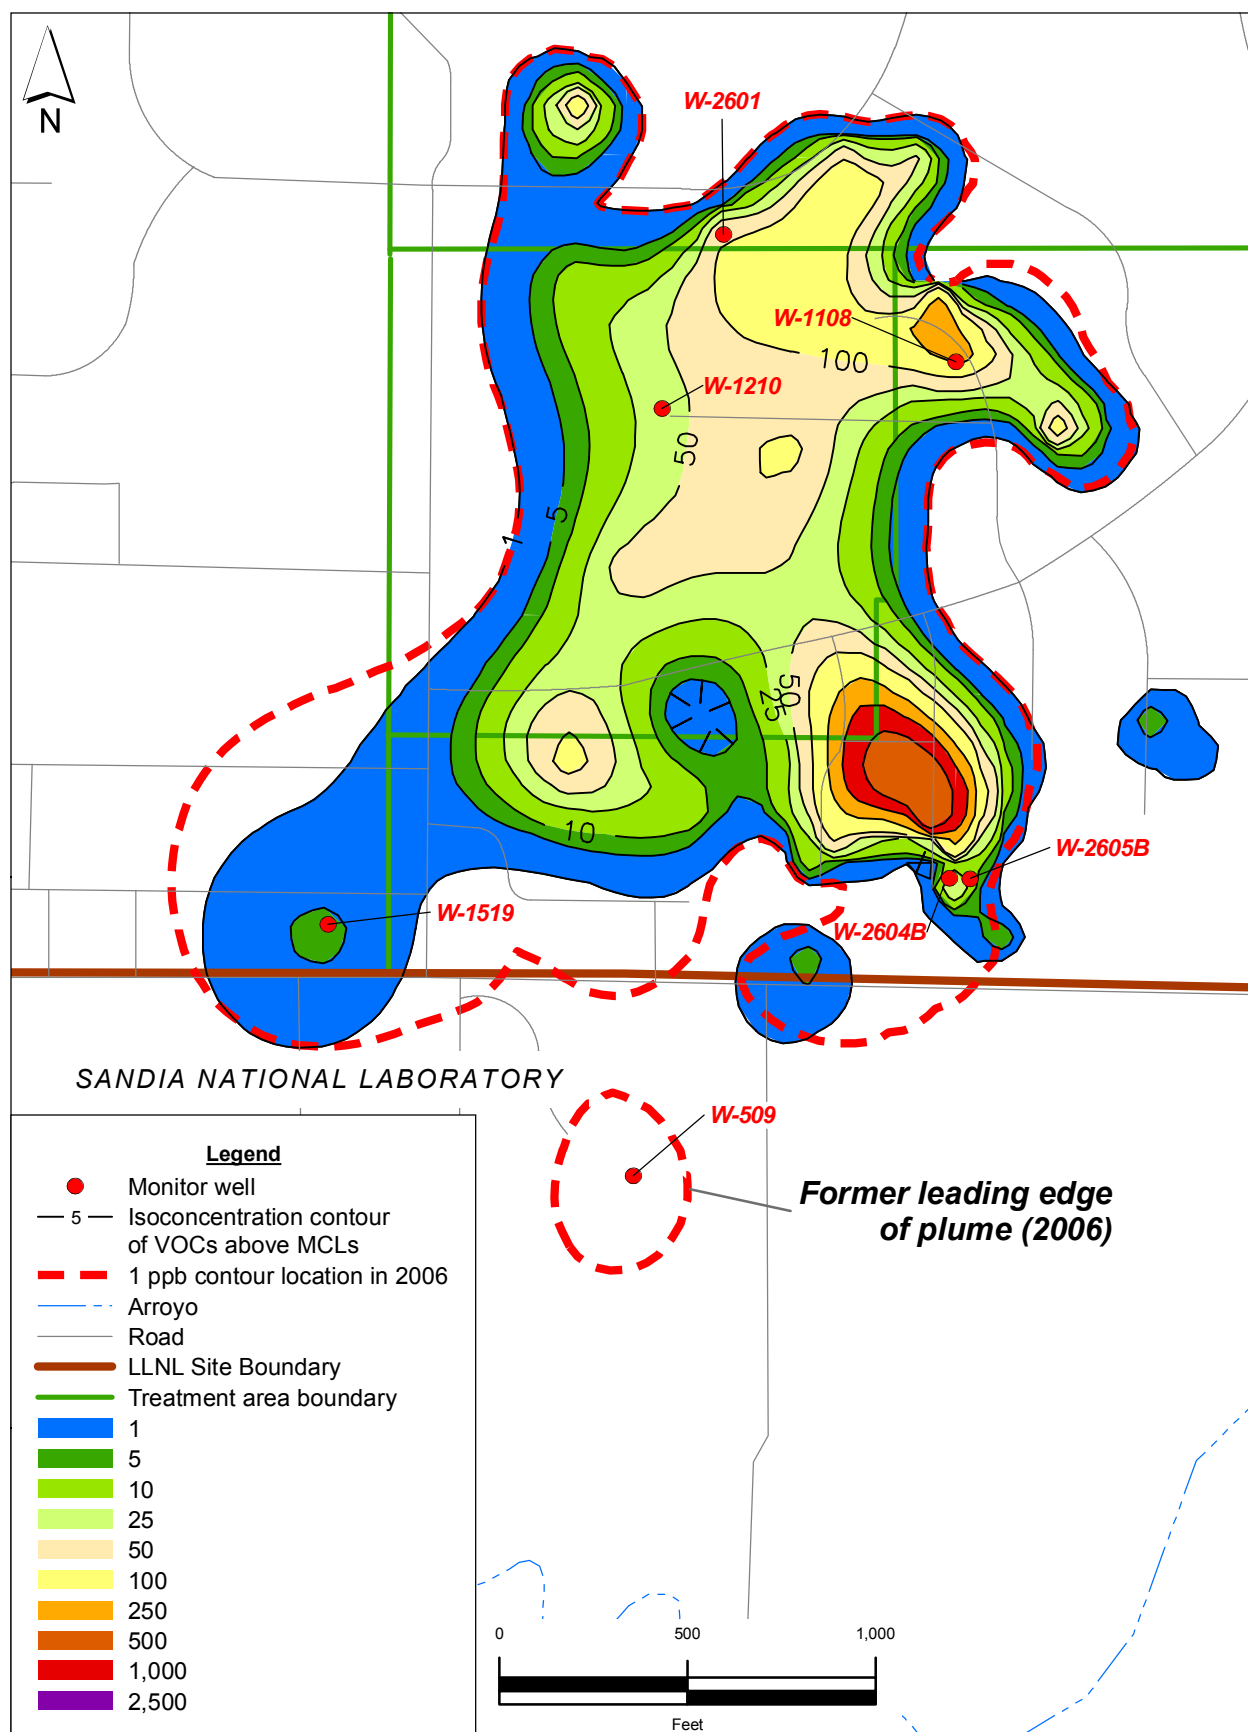 N
W-2601
W-1108
100
W-1210
50
5
1
50
25
10
W-2605B
W-1519
W-2604B
SANDIA NATIONAL LABORATORY
W-509
Former leading edge
of plume (2006)
Legend
Monitor well
5 Isoconcentration contour
of VOCs above MCLs
1 ppb contour location in 2006
Arroyo
Road
LLNL Site Boundary
Treatment area boundary
1
5
10
25
50
100
250
500
1,000
2,500
0 500 1,000
Feet